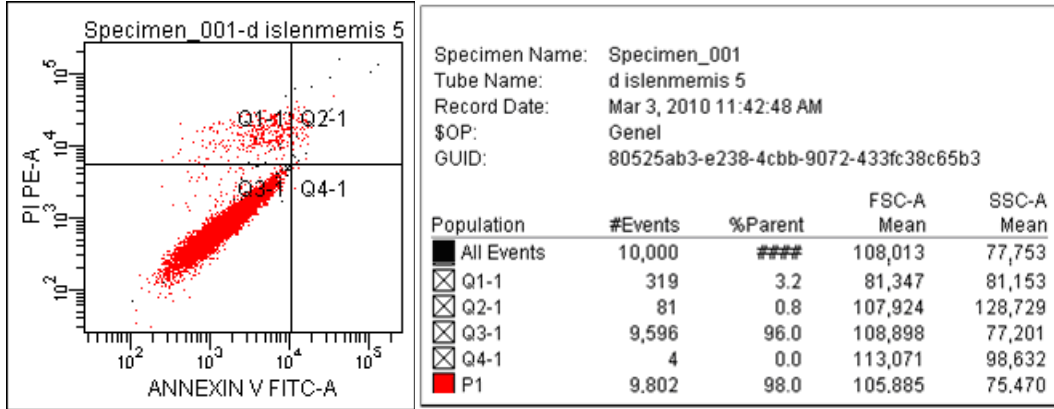 Specimen_001-d islenmemis 5
10^5
10^4
10^3
10^2
PI PE-A
Q1-1 Q2-1
Q3-1 Q4-1
10^2 10^3 10^4 10^5
ANNEXIN V FITC-A
Specimen Name: Specimen_001
Tube Name: d islenmemis 5
Record Date: Mar 3, 2010 11:42:48 AM
$OP: Genel
GUID: 80525ab3-e238-4cbb-9072-433fc38c65b3
FSC-A SSC-A
Population #Events %Parent Mean Mean
All Events 10,000 #### 108,013 77,753
Q1-1 319 3.2 81,347 81,153
Q2-1 81 0.8 107,924 128,729
Q3-1 9,596 96.0 108,898 77,201
Q4-1 4 0.0 113,071 98,632
P1 9,802 98.0 105,885 75,470